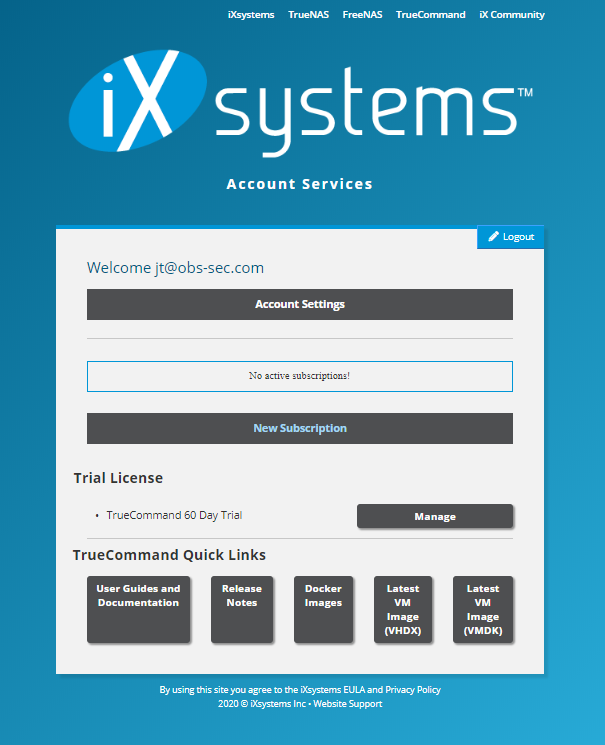 iXsystems TrueNAS FreeNAS TrueCommand iX Community
iXsystems™
Account Services
Logout
Welcome jt@obs-sec.com
Account Settings
No active subscriptions!
New Subscription
Trial License
• TrueCommand 60 Day Trial
Manage
TrueCommand Quick Links
User Guides and
Documentation
Release
Notes
Docker
Images
Latest
VM
Image
(VHDX)
Latest
VM
Image
(VMDK)
By using this site you agree to the iXsystems EULA and Privacy Policy
2020 © iXsystems Inc • Website Support